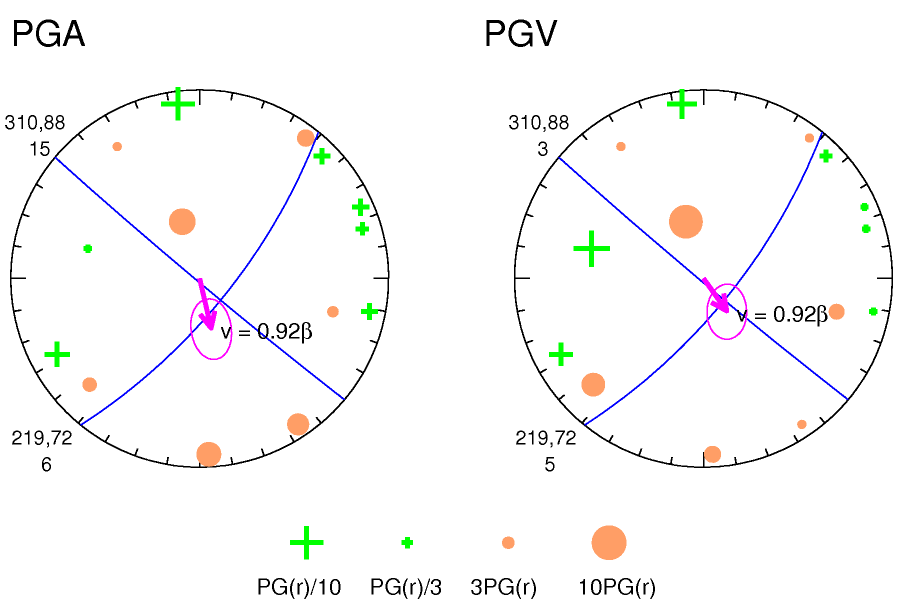 PGA PGV
310,88 310,88
15 3
v = 0.92β v = 0.92β
219,72 219,72
6 5
PG(r)/10 PG(r)/3 3PG(r) 10PG(r)